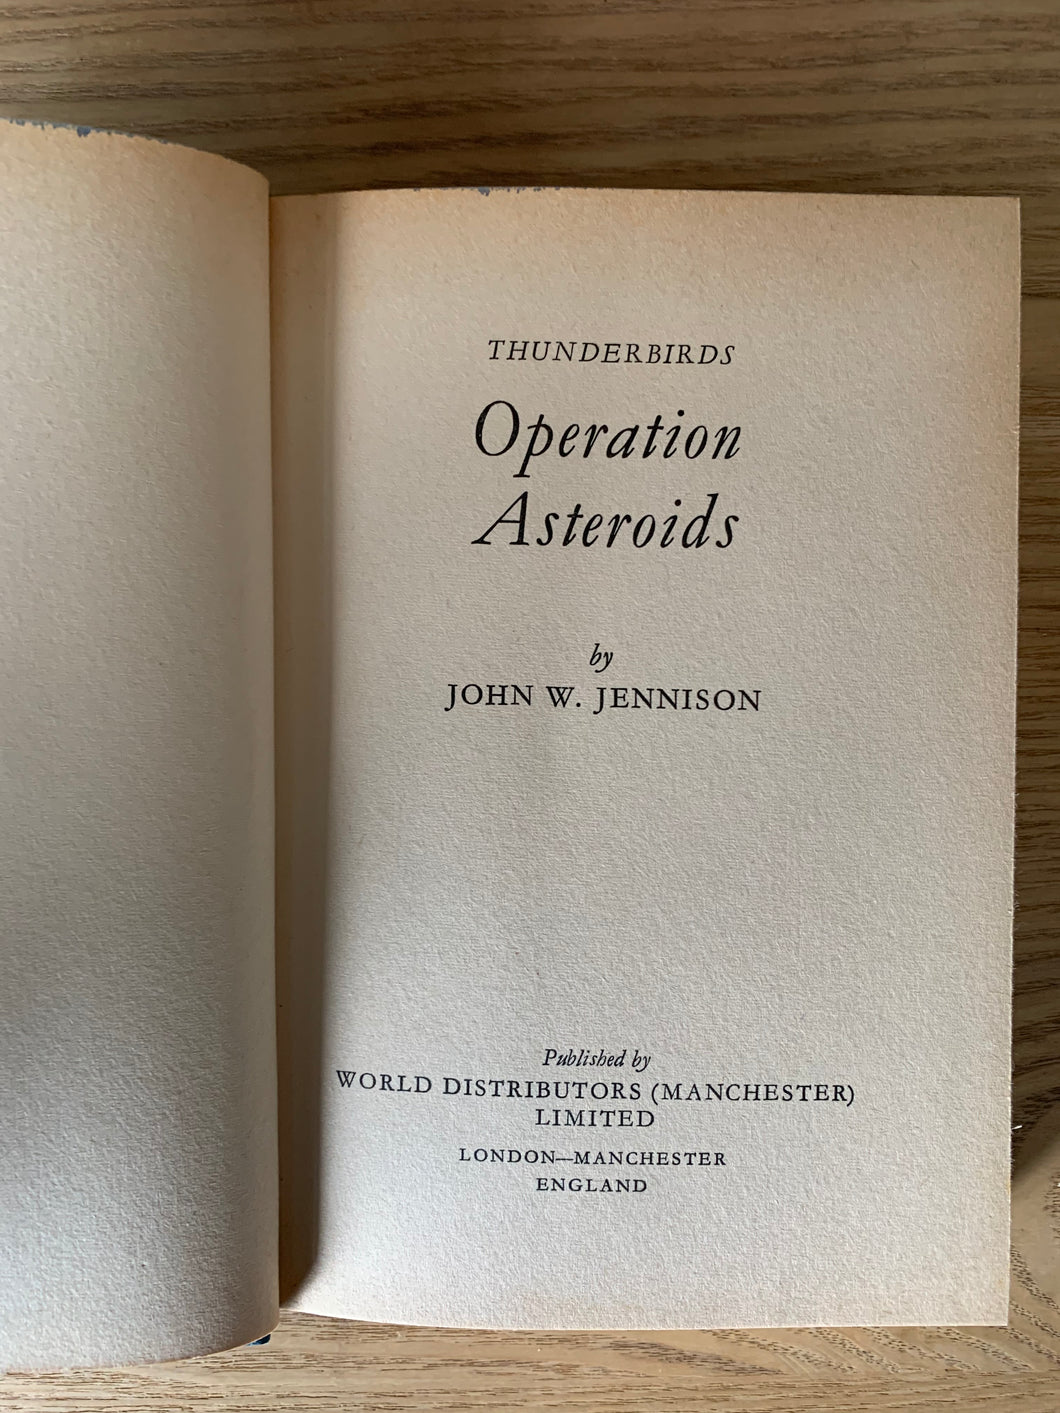 THUNDERBIRDS
Operation
Asteroids
by
JOHN W. JENNISON
Published by
WORLD DISTRIBUTORS (MANCHESTER)
LIMITED
LONDON—MANCHESTER
ENGLAND